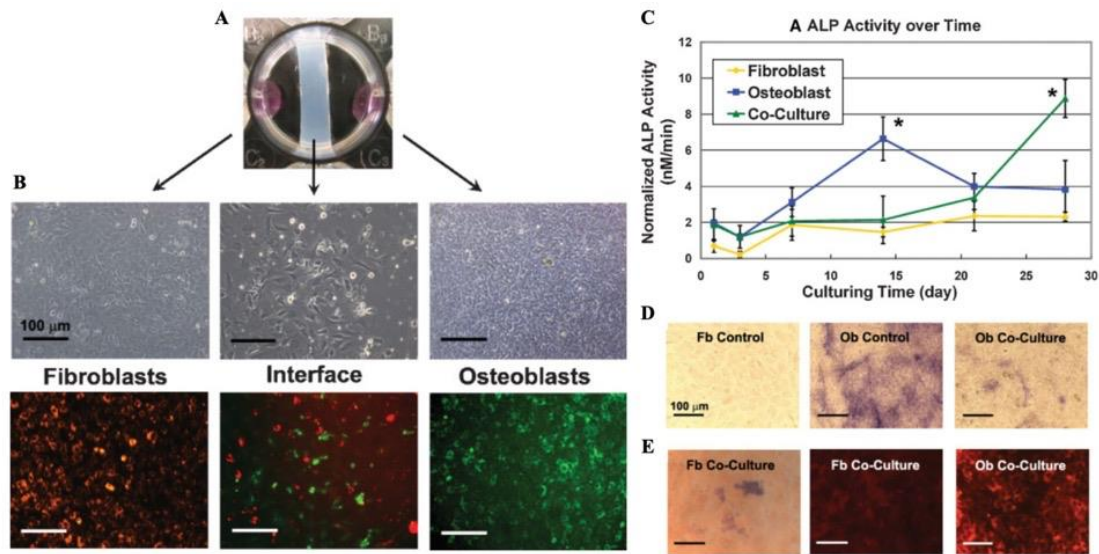 A
C
A ALP Activity over Time
Normalized ALP Activity
(nM/min)
12
10
8
6
4
2
0
Fibroblast
Osteoblast
Co-Culture
*
*
0 5 10 15 20 25 30
Culturing Time (day)
B
100 μm
Fibroblasts Interface Osteoblasts
D
Fb Control Ob Control Ob Co-Culture
100 μm
E
Fb Co-Culture Fb Co-Culture Ob Co-Culture